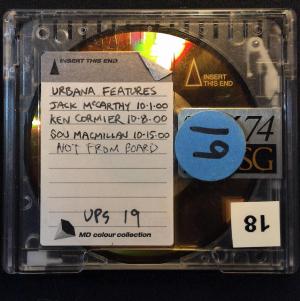 INSERT THIS END
URBANA FEATURES
JACK McCARTHY 10-1-00
KEN CORMIER 10-8-00
SOU MACMILLAN 10-15-00
NOT FROM BOARD
UPS 19
MD colour collection
INSERT
THIS END
74
SG
19
18